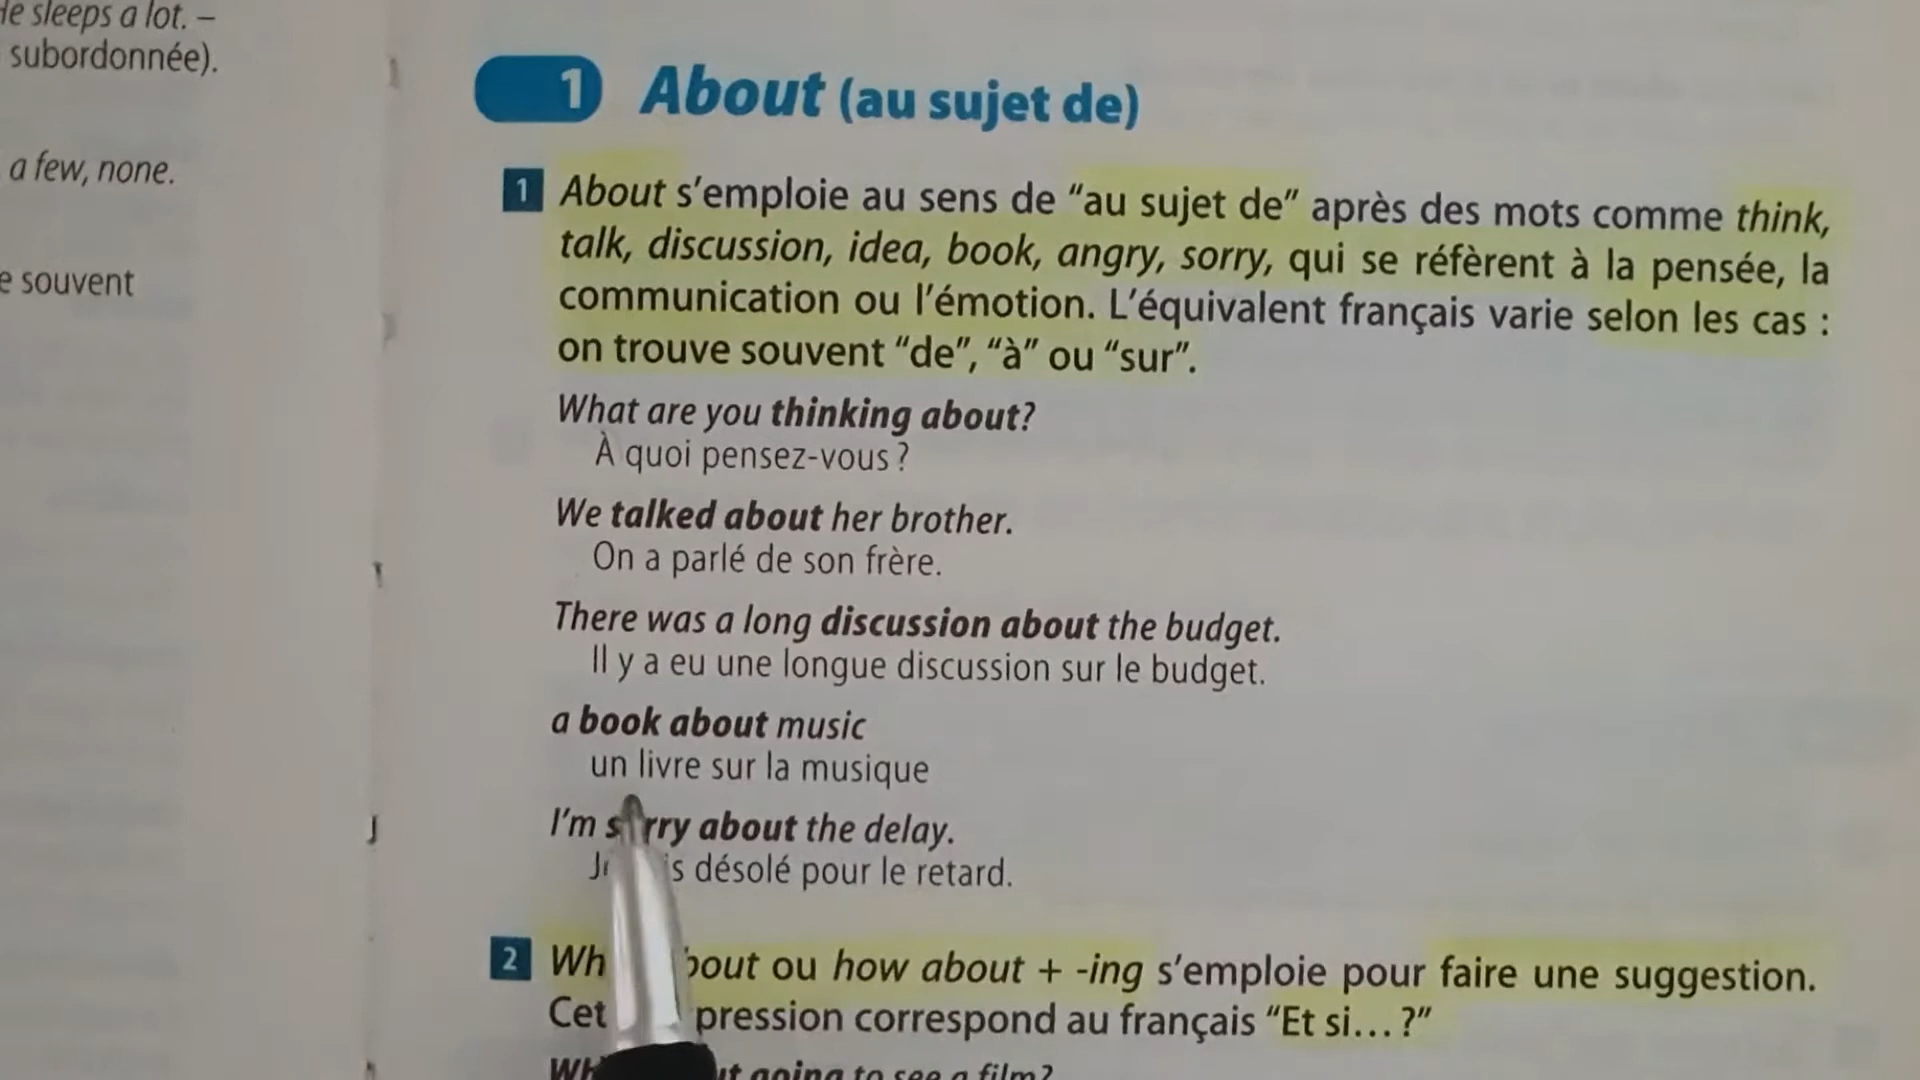 le sleeps a lot. –
subordonnée).
a few, none.
e souvent
1 About (au sujet de)
1 About s'emploie au sens de "au sujet de" après des mots comme think,
talk, discussion, idea, book, angry, sorry, qui se réfèrent à la pensée, la
communication ou l'émotion. L'équivalent français varie selon les cas :
on trouve souvent "de", "à" ou "sur".
What are you thinking about?
À quoi pensez-vous ?
We talked about her brother.
On a parlé de son frère.
There was a long discussion about the budget.
Il y a eu une longue discussion sur le budget.
a book about music
un livre sur la musique
I'm s rry about the delay.
J s désolé pour le retard.
2 Wh bout ou how about + -ing s'emploie pour faire une suggestion.
Cet pression correspond au français "Et si… ?"
Wh t going to see a film?